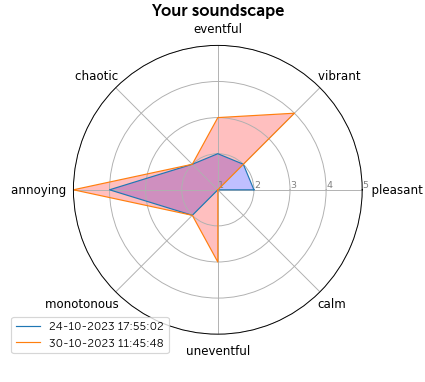 Your soundscape
eventful
chaotic
vibrant
annoying
1 2 3 4 5
pleasant
monotonous
calm
24-10-2023 17:55:02
30-10-2023 11:45:48
uneventful